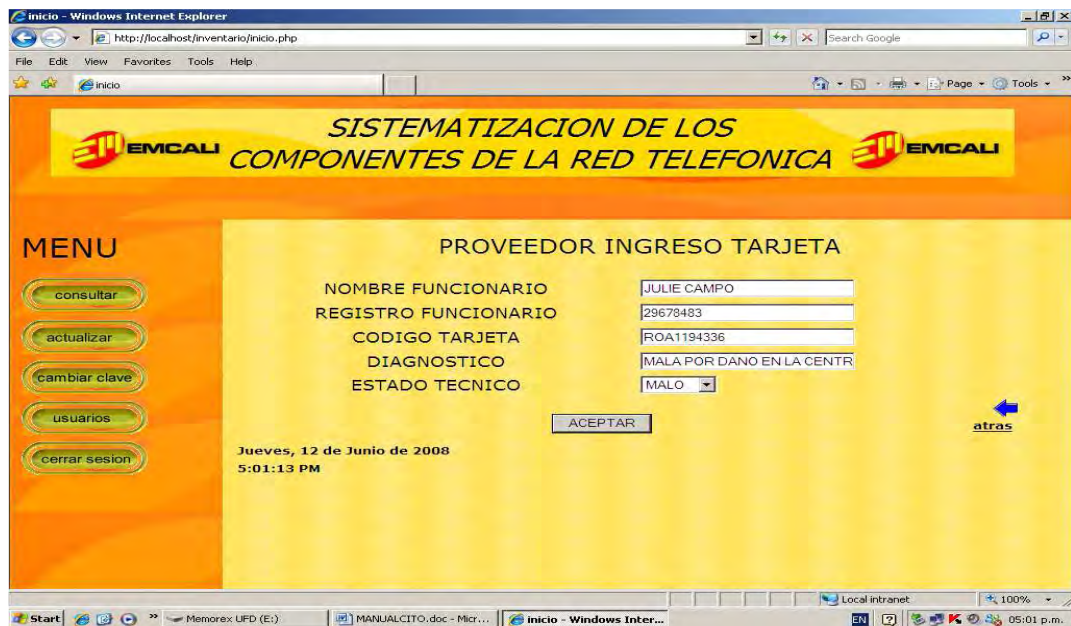 inicio - Windows Internet Explorer
http://localhost/inventario/inicio.php
Search Google
File Edit View Favorites Tools Help
inicio
Page Tools
EMCALI
SISTEMATIZACION DE LOS
COMPONENTES DE LA RED TELEFONICA
EMCALI
MENU
consultar
actualizar
cambiar clave
usuarios
cerrar sesion
PROVEEDOR INGRESO TARJETA
NOMBRE FUNCIONARIO JULIE CAMPO
REGISTRO FUNCIONARIO 29678483
CODIGO TARJETA ROA1194336
DIAGNOSTICO MALA POR DANO EN LA CENTR
ESTADO TECNICO MALO
ACEPTAR
atras
Jueves, 12 de Junio de 2008
5:01:13 PM
Local intranet 100%
Start Memorex UFD (E:) MANUALCITO.doc - Micr... inicio - Windows Inter... EN 05:01 p.m.